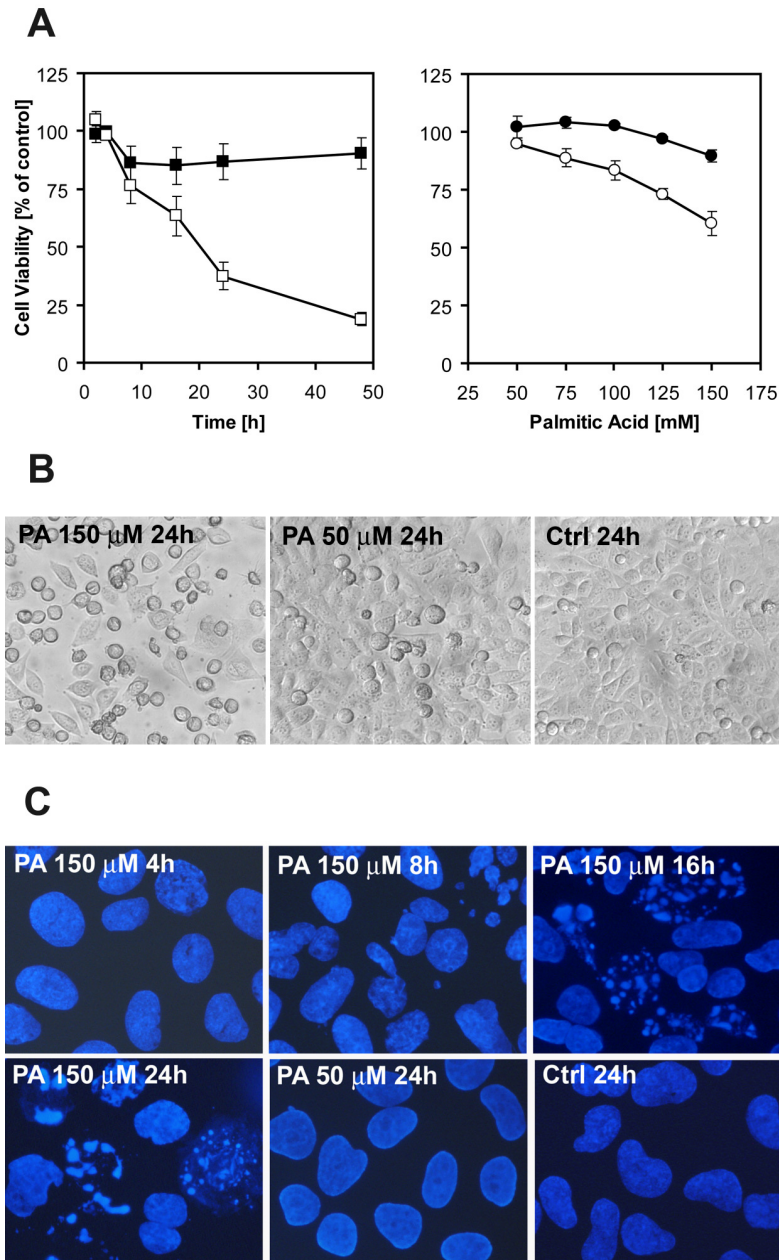 A
Cell Viability [% of control]
125
100
75
50
25
0
0 10 20 30 40 50
Time [h]
125
100
75
50
25
0
25 50 75 100 125 150 175
Palmitic Acid [mM]
B
PA 150 μM 24h
PA 50 μM 24h
Ctrl 24h
C
PA 150 μM 4h
PA 150 μM 8h
PA 150 μM 16h
PA 150 μM 24h
PA 50 μM 24h
Ctrl 24h